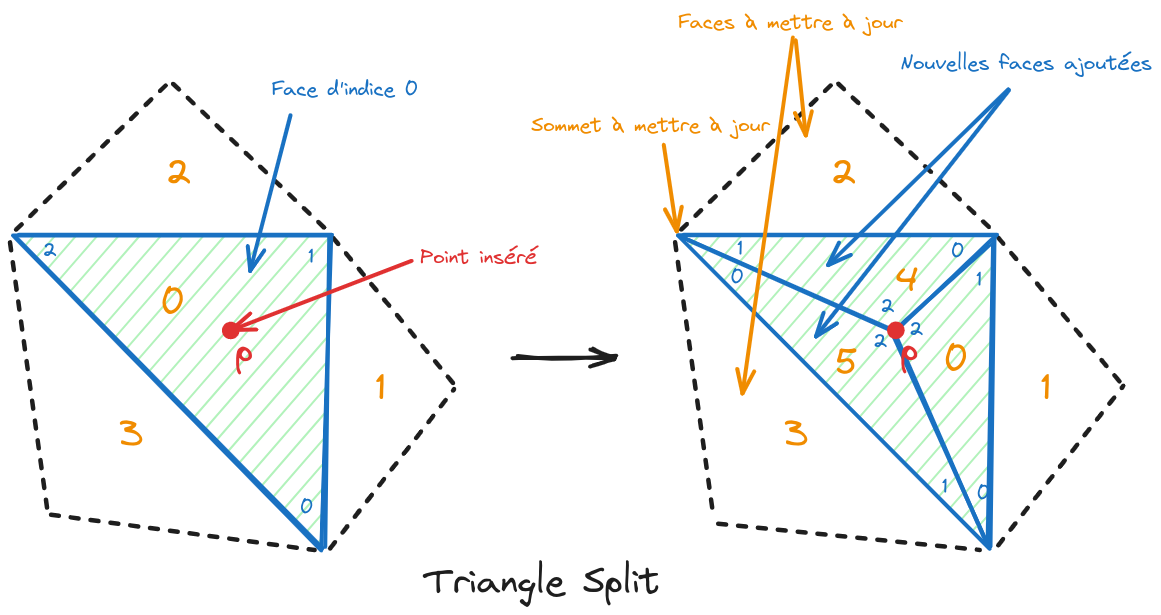 Faces à mettre à jour
Nouvelles faces ajoutées
Face d'indice 0
Sommet à mettre à jour
2
2
2
1
1
0
Point inséré
0
1
0
4
2
2
2
p
p
5
0
3
1
3
1
0
1
0
Triangle Split